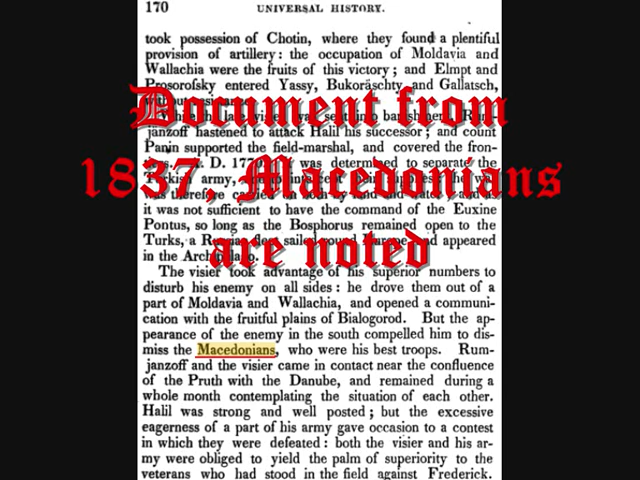 170 UNIVERSAL HISTORY.
took possession of Chotin, where they found a plentiful
provision of artillery: the occupation of Moldavia and
Wallachia were the fruits of this victory; and Elmpt and
Prosorofsky entered Yassy, Bukoräschty and Gallatsch,
Document from
janzoff hastened to attack Halil his successor; and count
Panin supported the field-marshal, and covered the fron-
was determined to separate the
1837, Macedonians
army,
it was not sufficient to have the command of the Euxine
Pontus, so long as the Bosphorus remained open to the
Turks, a appeared
are noted
in the
The visier took advantage of his superior numbers to
disturb his enemy on all sides: he drove them out of a
part of Moldavia and Wallachia, and opened a communi-
cation with the fruitful plains of Bialogorod. But the ap-
pearance of the enemy in the south compelled him to dis-
miss the Macedonians, who were his best troops. Rum-
janzoff and the visier came in contact near the confluence
of the Pruth with the Danube, and remained during a
whole month contemplating the situation of each other.
Halil was strong and well posted; but the excessive
eagerness of a part of his army gave occasion to a contest
in which they were defeated: both the visier and his ar-
my were obliged to yield the palm of superiority to the
veterans who had stood in the field against Frederick.